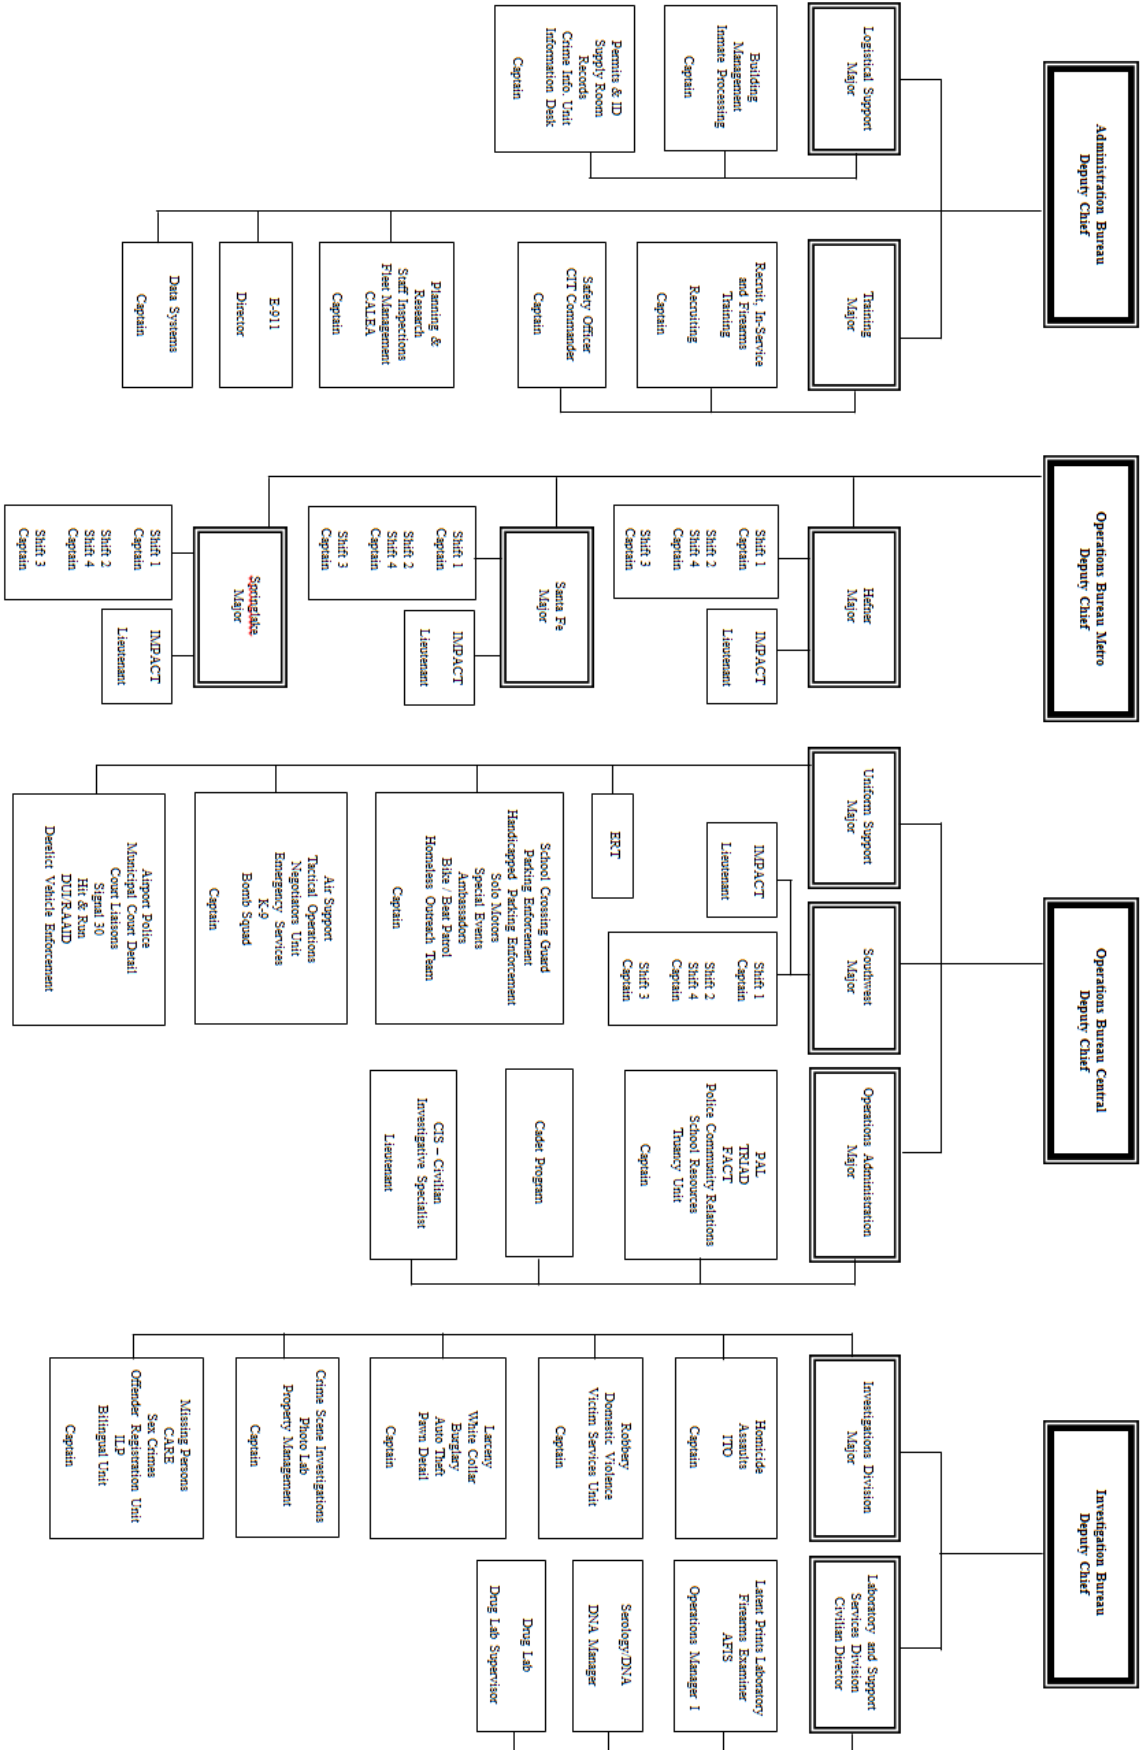 Administration Bureau
Deputy Chief
Logistical Support
Major
Building
Management
Inmate Processing
Captain
Permits & ID
Supply Room
Records
Crime Info. Unit
Information Desk
Captain
Training
Major
Recruit, In-Service
and Firearms
Training
Recruiting
Captain
Safety Officer
CIT Commander
Captain
Planning &
Research
Staff Inspections
Fleet Management
CALEA
Captain
E-911
Director
Data Systems
Captain
Operations Bureau Metro
Deputy Chief
Hefner
Major
Shift 1
Captain
Shift 2
Shift 4
Captain
Shift 3
Captain
IMPACT
Lieutenant
Santa Fe
Major
Shift 1
Captain
Shift 2
Shift 4
Captain
Shift 3
Captain
IMPACT
Lieutenant
Springlake
Major
Shift 1
Captain
Shift 2
Shift 4
Captain
Shift 3
Captain
IMPACT
Lieutenant
Operations Bureau Central
Deputy Chief
Uniform Support
Major
ERT
School Crossing Guard
Parking Enforcement
Handicapped Parking Enforcement
Solo Motors
Special Events
Ambassadors
Bike / Beat Patrol
Homeless Outreach Team
Captain
Air Support
Tactical Operations
Negotiators Unit
Emergency Services
K-9
Bomb Squad
Captain
Airport Police
Municipal Court Detail
Court Liaisons
Signal 30
Hit & Run
DUI/RAAID
Derelict Vehicle Enforcement
Southwest
Major
IMPACT
Lieutenant
Shift 1
Captain
Shift 2
Shift 4
Captain
Shift 3
Captain
Operations Administration
Major
PAL
TRIAD
FACT
Police Community Relations
School Resources
Truancy Unit
Captain
Cadet Program
CIS – Civilian
Investigative Specialist
Lieutenant
Investigation Bureau
Deputy Chief
Investigations Division
Major
Homicide
Assaults
ITO
Captain
Robbery
Domestic Violence
Victim Services Unit
Captain
Larceny
White Collar
Burglary
Auto Theft
Pawn Detail
Captain
Crime Scene Investigations
Photo Lab
Property Management
Captain
Missing Persons
CARE
Sex Crimes
Offender Registration Unit
ILP
Bilingual Unit
Captain
Laboratory and Support
Services Division
Civilian Director
Latent Prints Laboratory
Firearms Examiner
AFIS
Operations Manager I
Serology/DNA
DNA Manager
Drug Lab
Drug Lab Supervisor